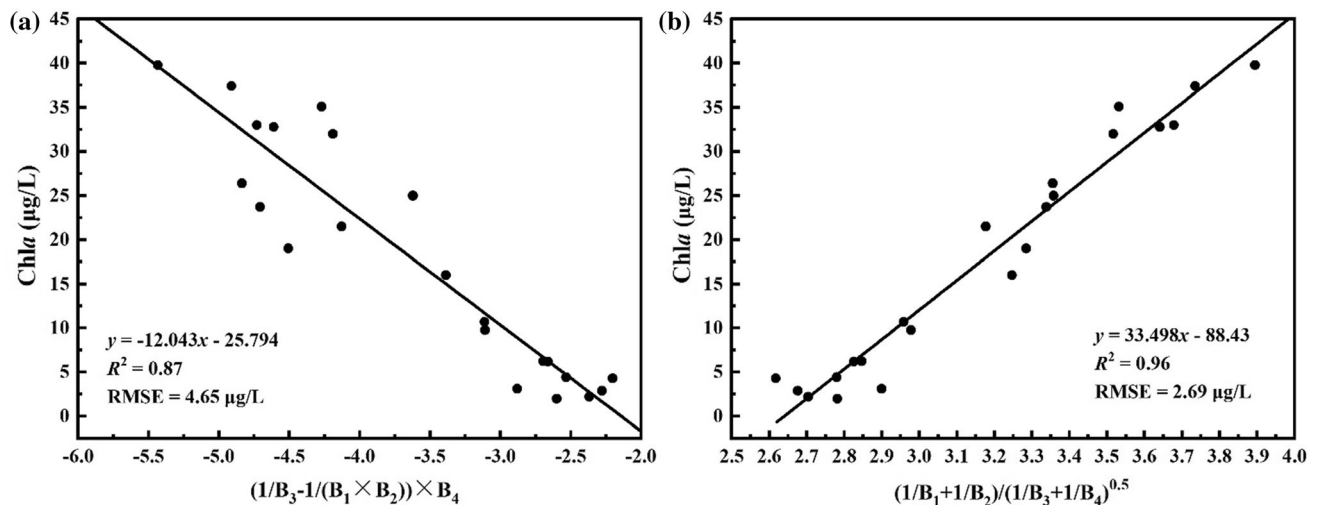 (a)
45
40
35
30
25
20
15
10
5
0
Chla (μg/L)
y = -12.043x - 25.794
R² = 0.87
RMSE = 4.65 μg/L
-6.0 -5.5 -5.0 -4.5 -4.0 -3.5 -3.0 -2.5 -2.0
(1/B₃-1/(B₁×B₂))×B₄
(b)
45
40
35
30
25
20
15
10
5
0
Chla (μg/L)
y = 33.498x - 88.43
R² = 0.96
RMSE = 2.69 μg/L
2.5 2.6 2.7 2.8 2.9 3.0 3.1 3.2 3.3 3.4 3.5 3.6 3.7 3.8 3.9 4.0
(1/B₁+1/B₂)/(1/B₃+1/B₄)⁰·⁵